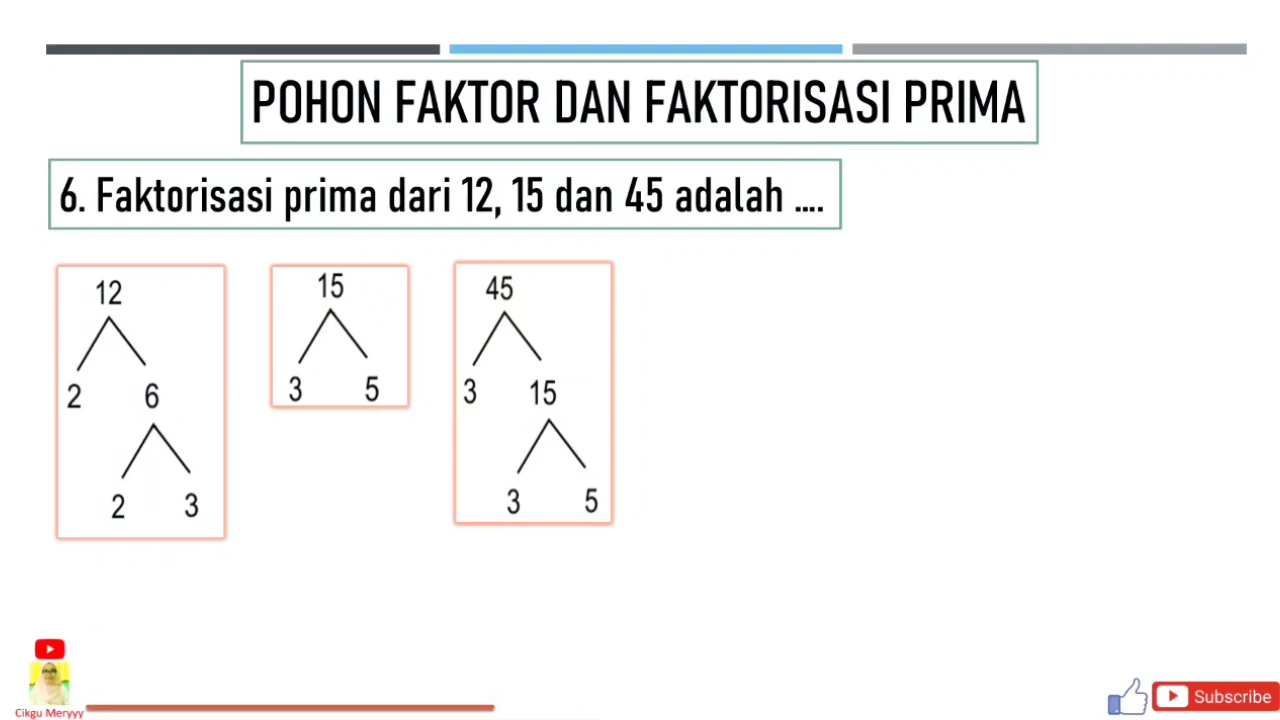 POHON FAKTOR DAN FAKTORISASI PRIMA
6. Faktorisasi prima dari 12, 15 dan 45 adalah ....
12
2 6
2 3
15
3 5
45
3 15
3 5
Cikgu Meryyy
Subscribe